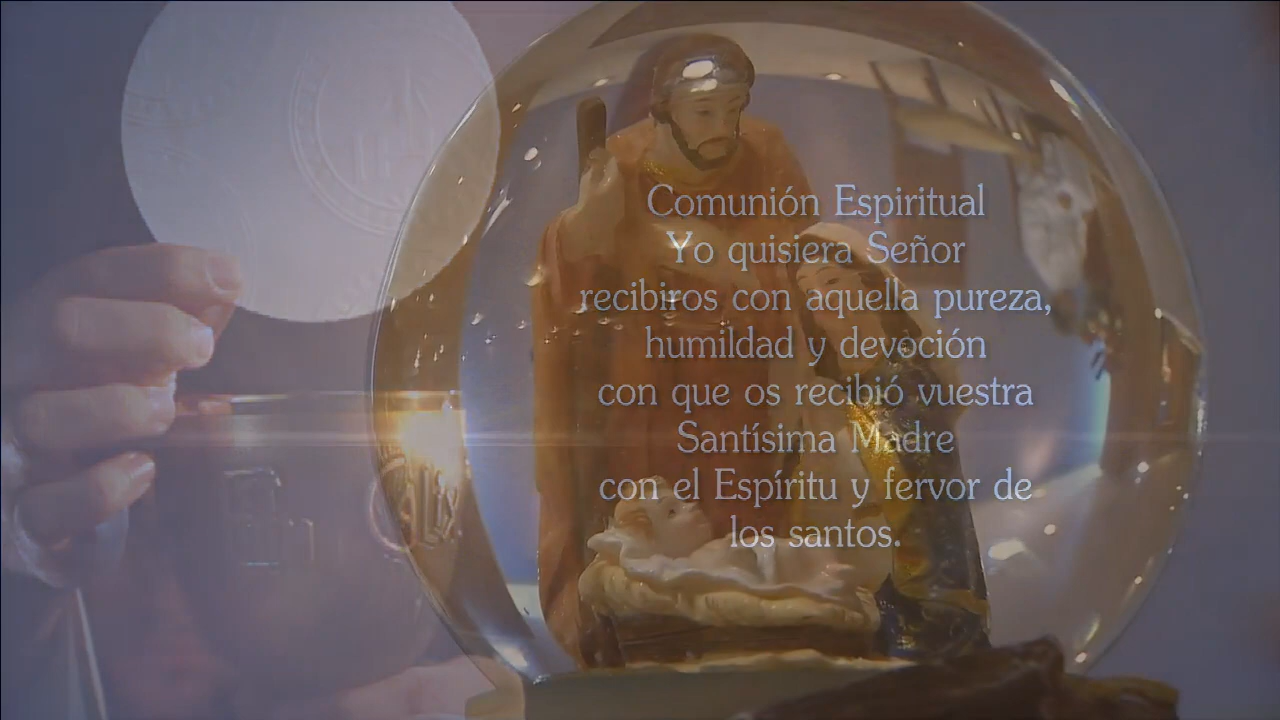 Comunión Espiritual
Yo quisiera Señor
recibiros con aquella pureza,
humildad y devoción
con que os recibió vuestra
Santísima Madre
con el Espíritu y fervor de
los santos.